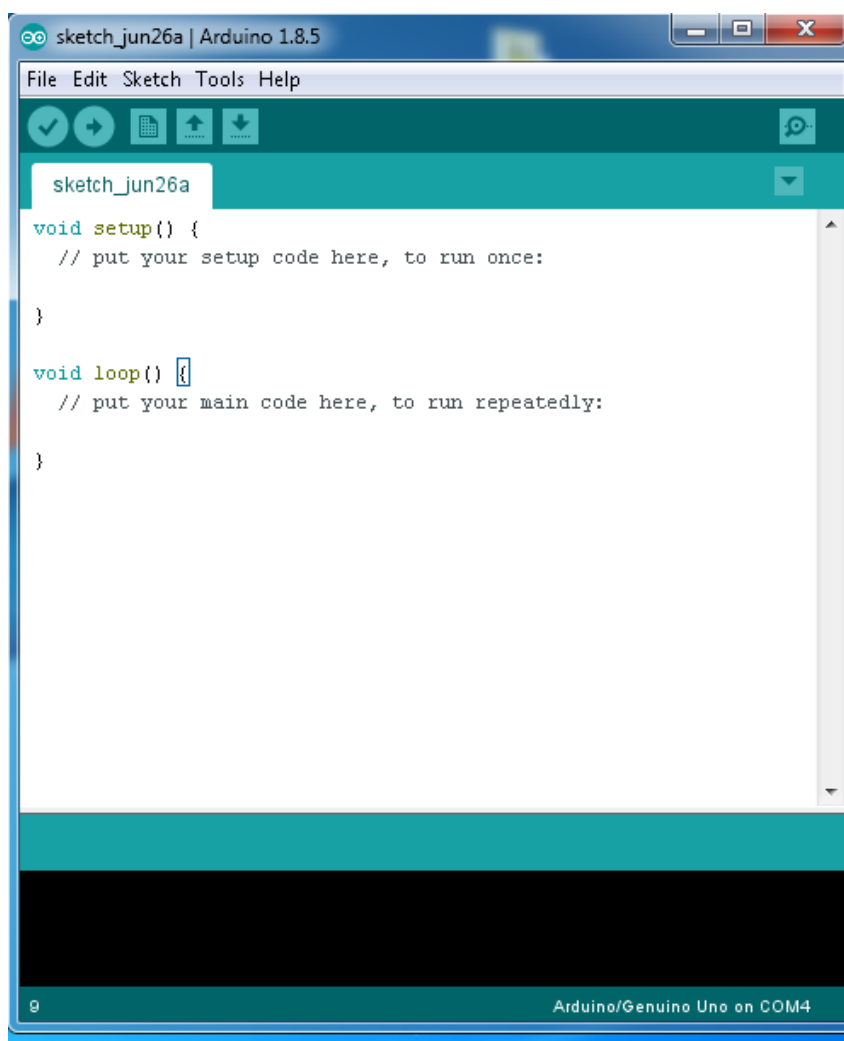 sketch_jun26a | Arduino 1.8.5
File Edit Sketch Tools Help
sketch_jun26a
void setup() {
  // put your setup code here, to run once:
}
void loop() {
  // put your main code here, to run repeatedly:
}
9 Arduino/Genuino Uno on COM4